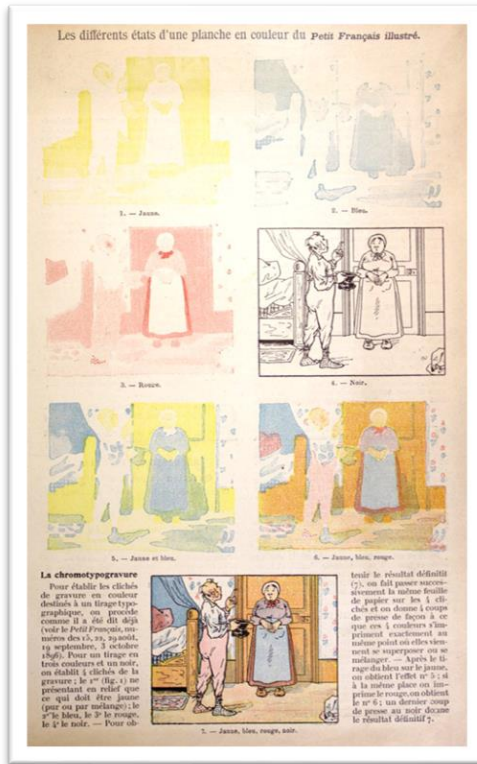 Les différents états d'une planche en couleur du Petit Français illustré.
1. — Jaune.
2. — Bleu.
3. — Rouge.
4. — Noir.
5. — Jaune et bleu.
6. — Jaune, bleu, rouge.
La chromotypogravure
Pour établir les clichés
de gravure en couleur
destinés à un tirage typo-
graphique, on procède
comme il a été dit déjà
(voir le Petit Français, nu-
méros des 15, 22, 29 août,
19 septembre, 3 octobre
1896). Pour un tirage en
trois couleurs et un noir,
on établit 4 clichés de la
gravure; le 1er (fig. 1) ne
présentant en relief que
ce qui doit être jaune
(pur ou par mélange); le
2e le bleu, le 3e le rouge,
le 4e le noir. — Pour ob-
tenir le résultat définitif
(7), on fait passer succes-
sivement la même feuille
de papier sur les 4 cli-
chés et on donne 4 coups
de presse de façon à ce
que ces 4 couleurs s'im-
priment exactement au
même point où elles vien-
nent se superposer ou se
mélanger. — Après le ti-
rage du bleu sur le jaune,
on obtient l'effet no 5; si
à la même place on im-
prime le rouge, on obtient
le no 6; un dernier coup
de presse au noir donne
le résultat définitif 7.
7. — Jaune, bleu, rouge, noir.